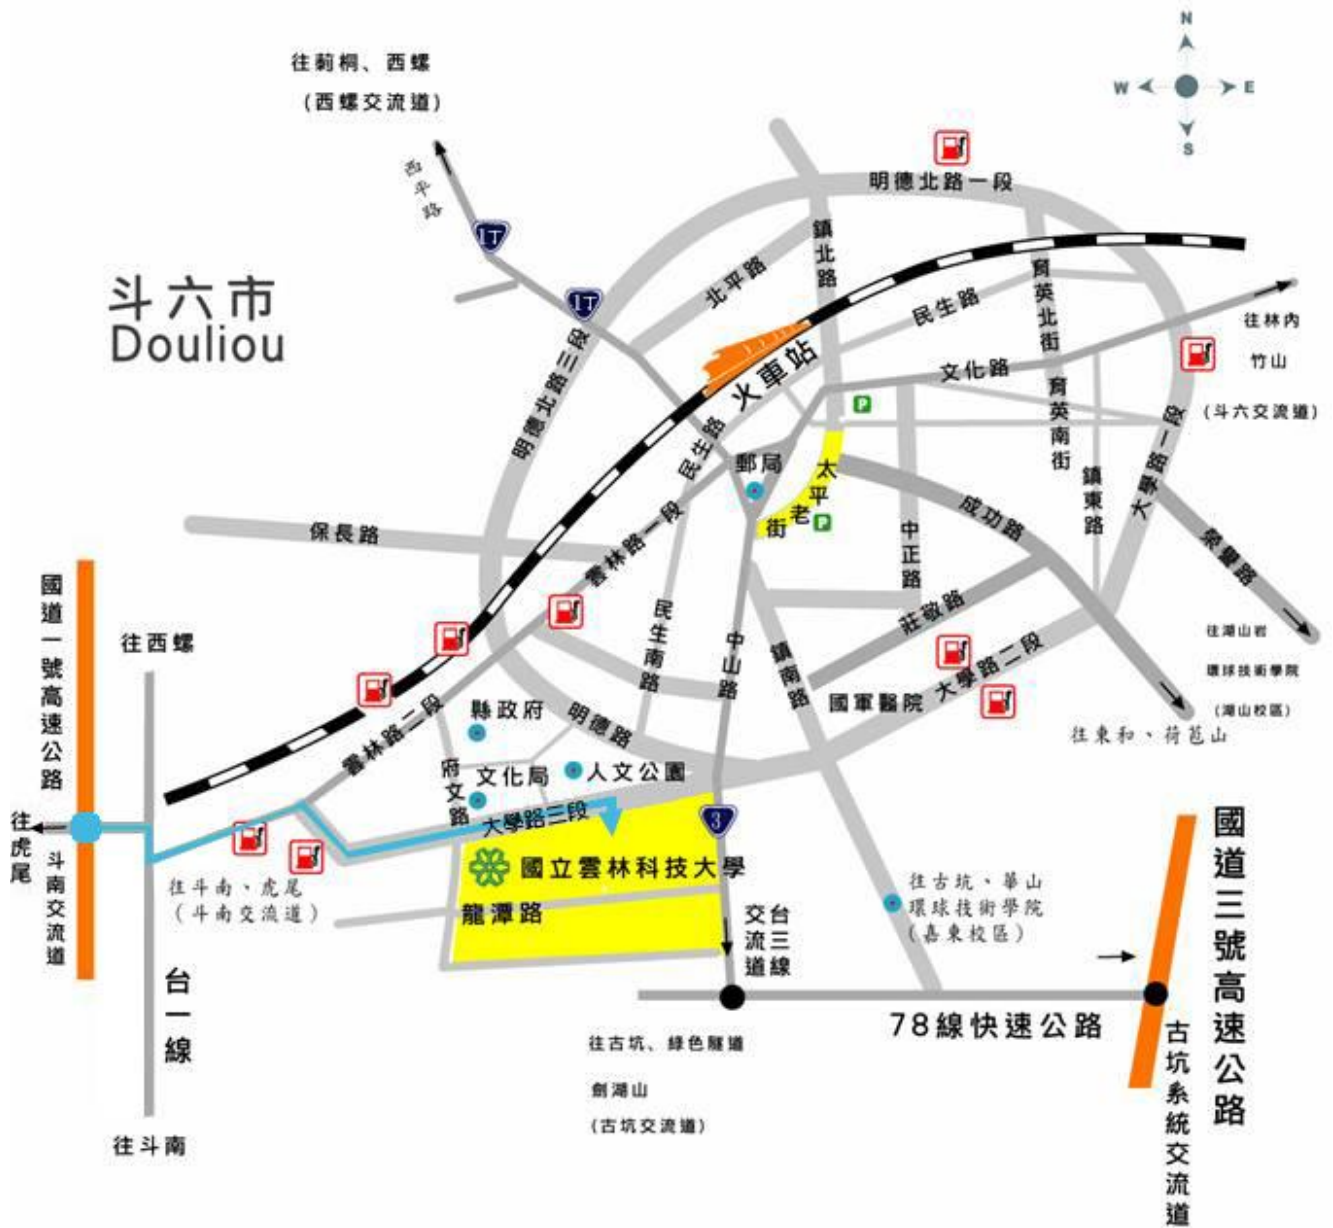 N
W
E
S
往莿桐、西螺
(西螺交流道)
西平路
1丁
1丁
斗六市
Douliou
明德北路一段
鎮北路
北平路
民生路
育英北街
往林內
竹山
(斗六交流道)
明德北路三段
火車站
文化路
育英南街
P
民生路
郵局
太平老街
P
鎮東路
大學路一段
成功路
中正路
榮譽路
保長路
雲林路一段
國道一號高速公路
往西螺
民生南路
中山路
鎮南路
莊敬路
大學路二段
國軍醫院
往湖山岩
環球技術學院
(湖山校區)
往東和、荷苞山
雲林路二段
縣政府
明德路
府文路
文化局
人文公園
大學路三段
3
往虎尾
斗南交流道
往斗南、虎尾
(斗南交流道)
國立雲林科技大學
龍潭路
台三線
交流道
往古坑、華山
環球技術學院
(嘉東校區)
國道三號高速公路
台一線
78線快速公路
往古坑、綠色隧道
劍湖山
(古坑交流道)
古坑系統交流道
往斗南